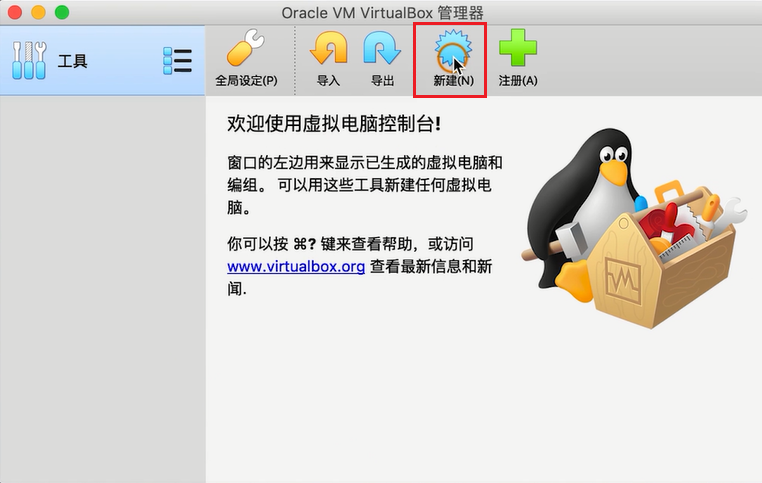 Oracle VM VirtualBox 管理器
工具
全局设定(P)
导入
导出
新建(N)
注册(A)
欢迎使用虚拟电脑控制台!
窗口的左边用来显示已生成的虚拟电脑和
编组。 可以用这些工具新建任何虚拟电
脑。
你可以按 ⌘? 键来查看帮助，或访问
www.virtualbox.org 查看最新信息和新
闻.